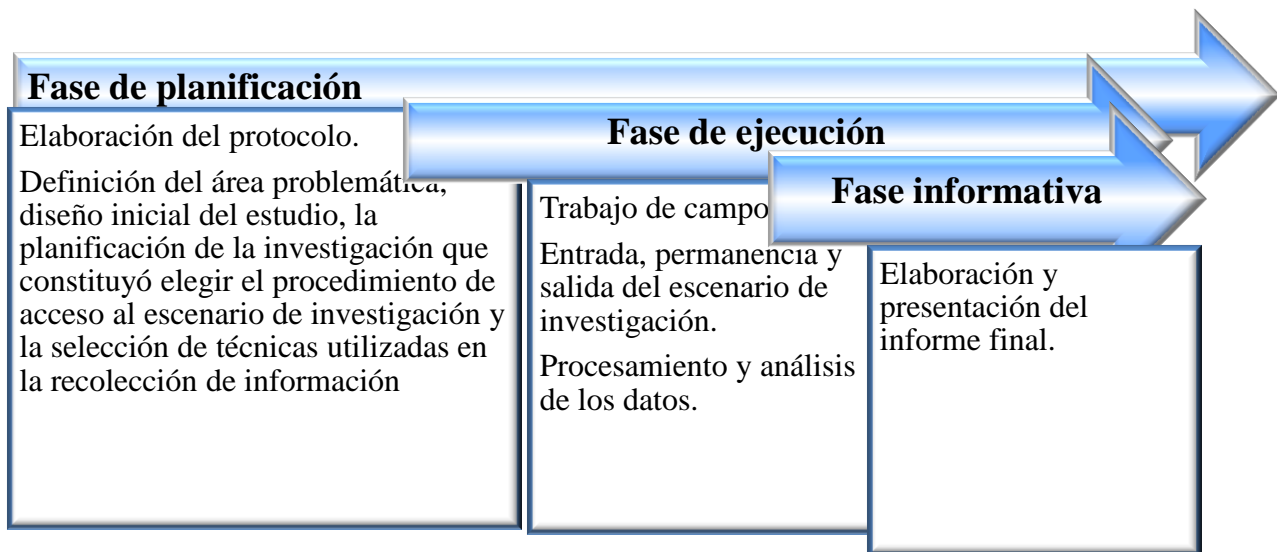 Fase de planificación
Elaboración del protocolo.
Definición del área problemática,
diseño inicial del estudio, la
planificación de la investigación que
constituyó elegir el procedimiento de
acceso al escenario de investigación y
la selección de técnicas utilizadas en
la recolección de información
Fase de ejecución
Trabajo de campo
Entrada, permanencia y
salida del escenario de
investigación.
Procesamiento y análisis
de los datos.
Fase informativa
Elaboración y
presentación del
informe final.